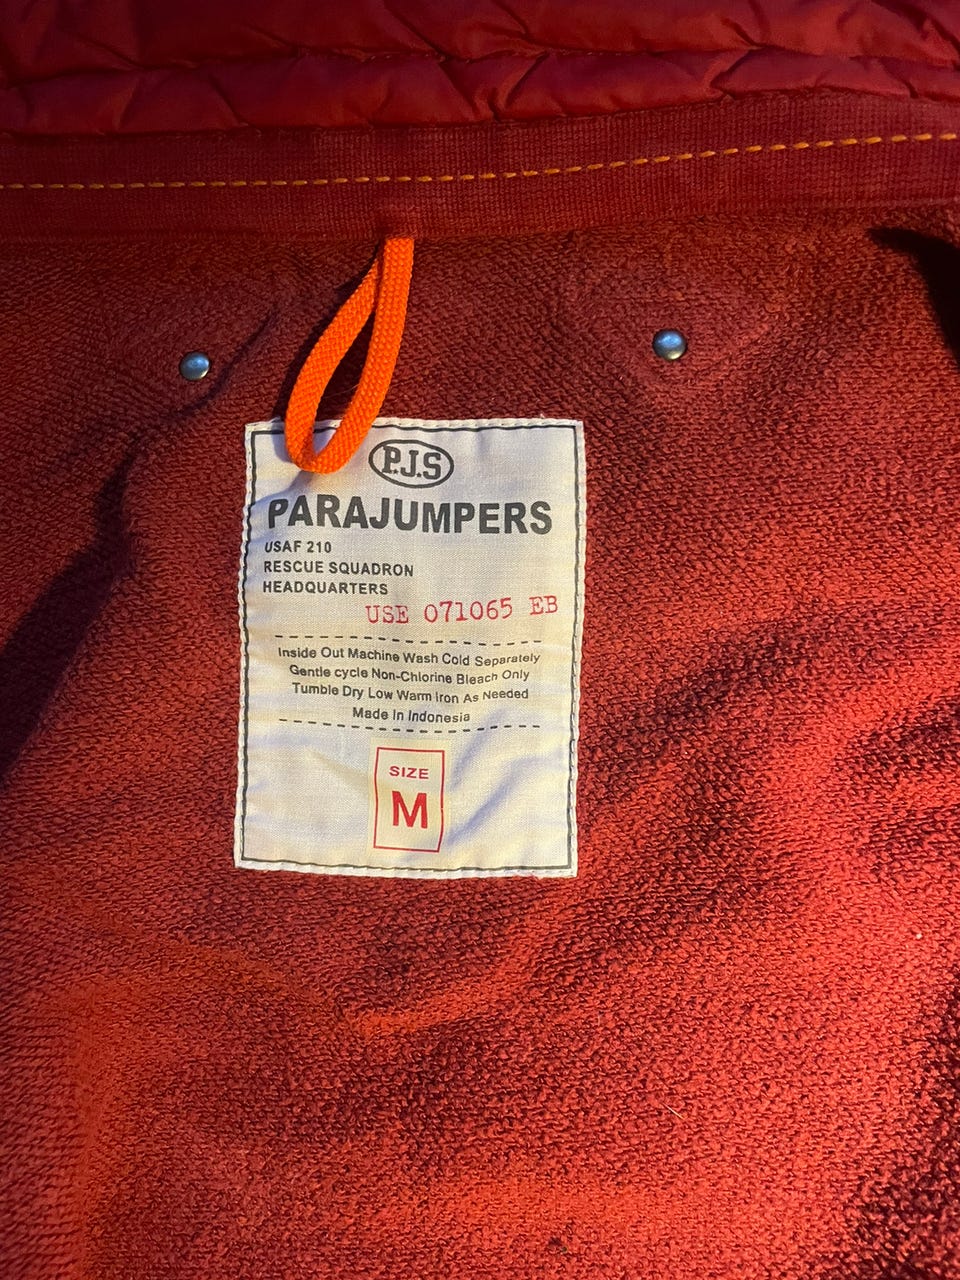 P.J.S
PARAJUMPERS
USAF 210
RESCUE SQUADRON
HEADQUARTERS
USE 071065 EB
Inside Out Machine Wash Cold Separately
Gentle cycle Non-Chlorine Bleach Only
Tumble Dry Low Warm Iron As Needed
Made In Indonesia
SIZE
M